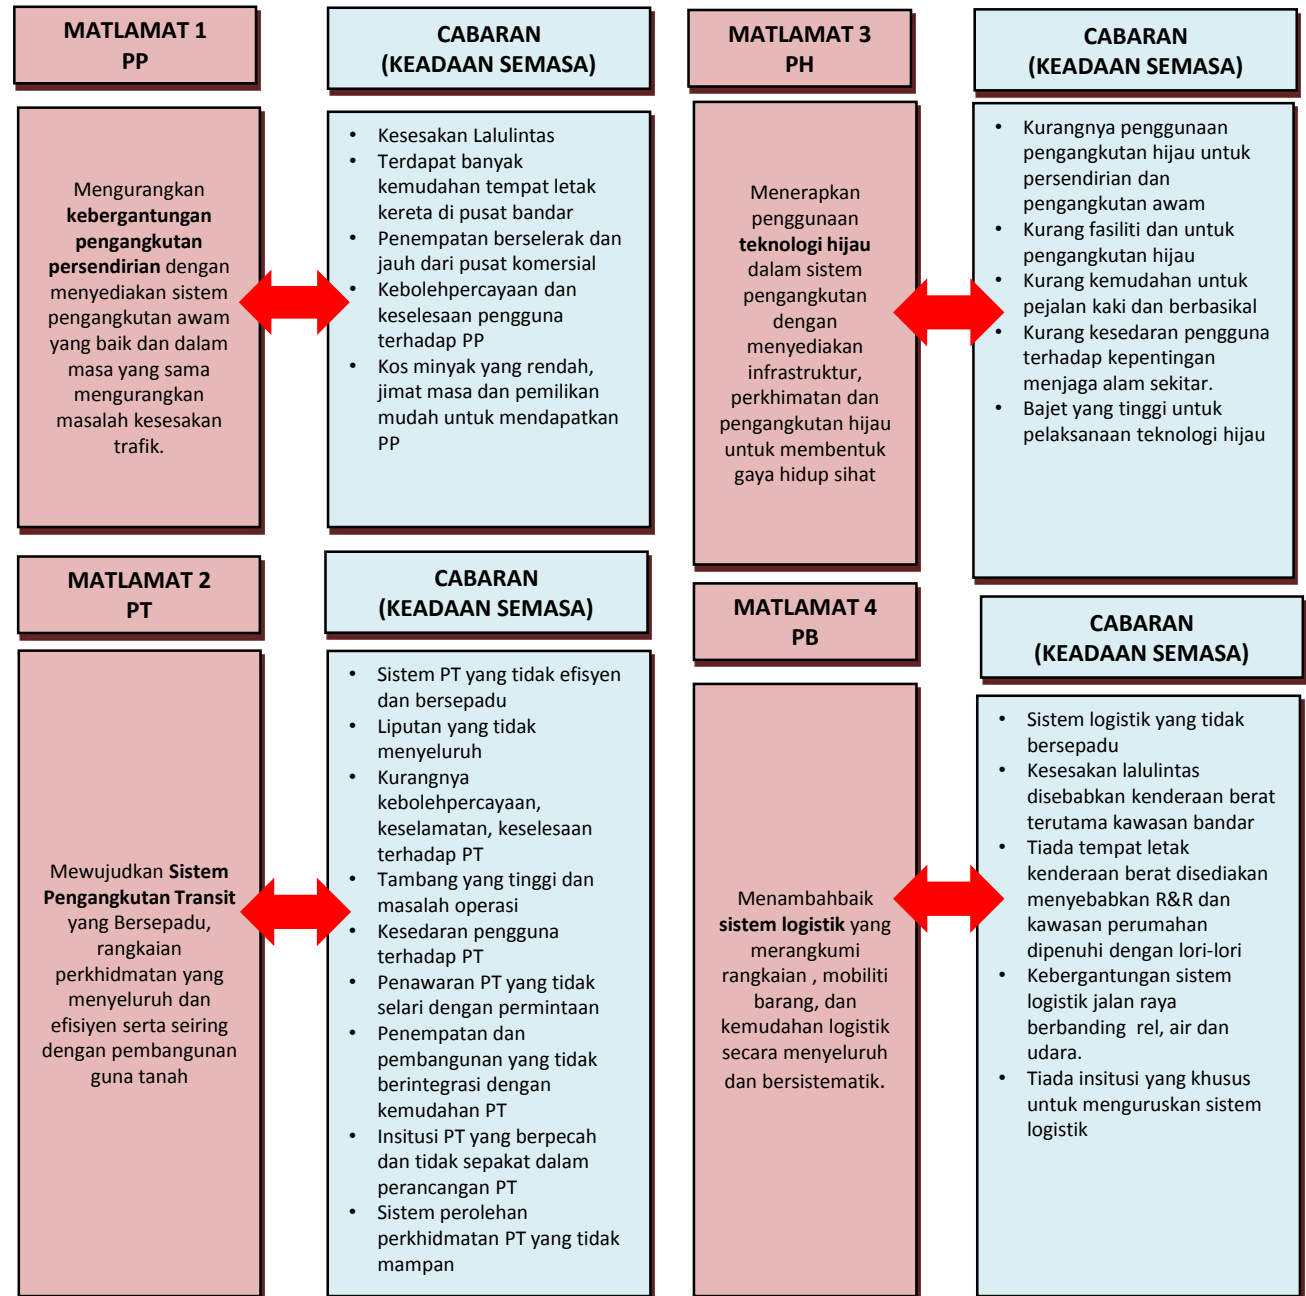 MATLAMAT 1
PP
CABARAN
(KEADAAN SEMASA)
Mengurangkan
kebergantungan
pengangkutan
persendirian dengan
menyediakan sistem
pengangkutan awam
yang baik dan dalam
masa yang sama
mengurangkan
masalah kesesakan
trafik.
• Kesesakan Lalulintas
• Terdapat banyak
kemudahan tempat letak
kereta di pusat bandar
• Penempatan berselerak dan
jauh dari pusat komersial
• Kebolehpercayaan dan
keselesaan pengguna
terhadap PP
• Kos minyak yang rendah,
jimat masa dan pemilikan
mudah untuk mendapatkan
PP
MATLAMAT 2
PT
CABARAN
(KEADAAN SEMASA)
Mewujudkan Sistem
Pengangkutan Transit
yang Bersepadu,
rangkaian
perkhidmatan yang
menyeluruh dan
efisiyen serta seiring
dengan pembangunan
guna tanah
• Sistem PT yang tidak efisyen
dan bersepadu
• Liputan yang tidak
menyeluruh
• Kurangnya
kebolehpercayaan,
keselamatan, keselesaan
terhadap PT
• Tambang yang tinggi dan
masalah operasi
• Kesedaran pengguna
terhadap PT
• Penawaran PT yang tidak
selari dengan permintaan
• Penempatan dan
pembangunan yang tidak
berintegrasi dengan
kemudahan PT
• Insitusi PT yang berpecah
dan tidak sepakat dalam
perancangan PT
• Sistem perolehan
perkhidmatan PT yang tidak
mampan
MATLAMAT 3
PH
CABARAN
(KEADAAN SEMASA)
Menerapkan
penggunaan
teknologi hijau
dalam sistem
pengangkutan
dengan
menyediakan
infrastruktur,
perkhimatan dan
pengangkutan hijau
untuk membentuk
gaya hidup sihat
• Kurangnya penggunaan
pengangkutan hijau untuk
persendirian dan
pengangkutan awam
• Kurang fasiliti dan untuk
pengangkutan hijau
• Kurang kemudahan untuk
pejalan kaki dan berbasikal
• Kurang kesedaran pengguna
terhadap kepentingan
menjaga alam sekitar.
• Bajet yang tinggi untuk
pelaksanaan teknologi hijau
MATLAMAT 4
PB
CABARAN
(KEADAAN SEMASA)
Menambahbaik
sistem logistik yang
merangkumi
rangkaian , mobiliti
barang, dan
kemudahan logistik
secara menyeluruh
dan bersistematik.
• Sistem logistik yang tidak
bersepadu
• Kesesakan lalulintas
disebabkan kenderaan berat
terutama kawasan bandar
• Tiada tempat letak
kenderaan berat disediakan
menyebabkan R&R dan
kawasan perumahan
dipenuhi dengan lori-lori
• Kebergantungan sistem
logistik jalan raya
berbanding rel, air dan
udara.
• Tiada insitusi yang khusus
untuk menguruskan sistem
logistik